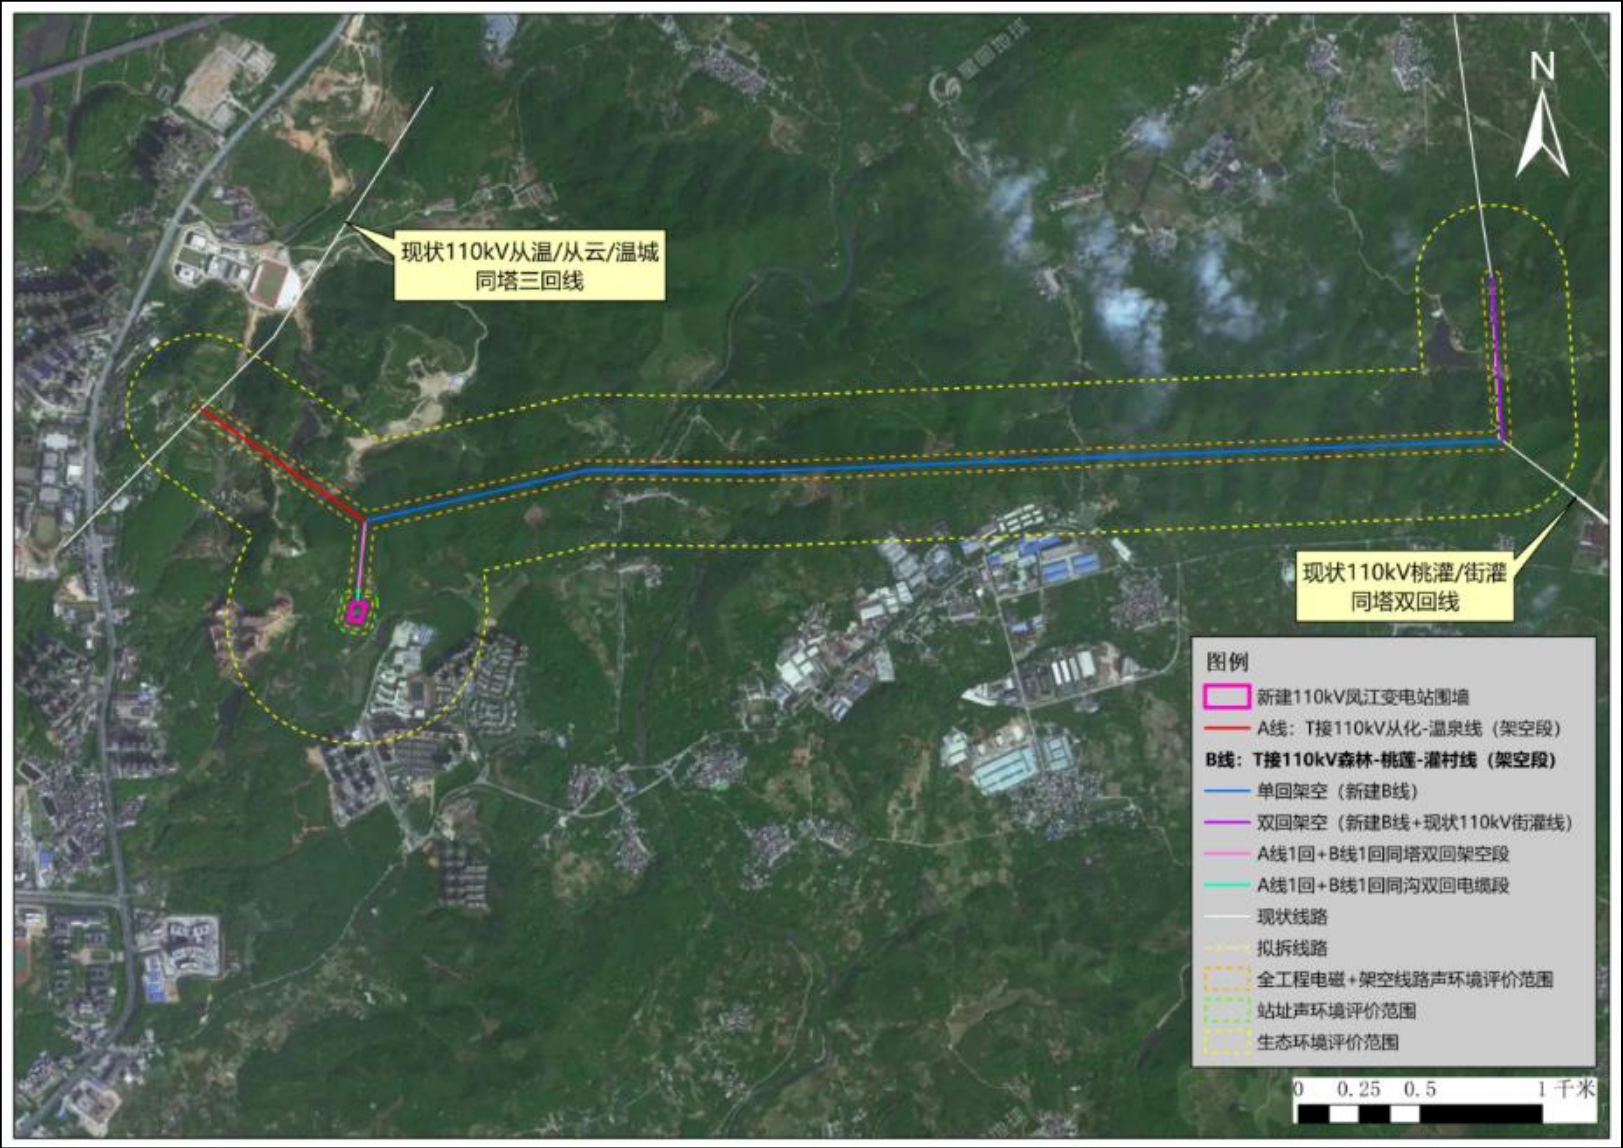 星图地球
N
现状110kV从温/从云/温城
同塔三回线
现状110kV桃灌/街灌
同塔双回线
图例
新建110kV凤江变电站围墙
A线：T接110kV从化-温泉线（架空段）
B线：T接110kV森林-桃莲-灌村线（架空段）
单回架空（新建B线）
双回架空（新建B线+现状110kV街灌线）
A线1回+B线1回同塔双回架空段
A线1回+B线1回同沟双回电缆段
现状线路
拟拆线路
全工程电磁+架空线路声环境评价范围
站址声环境评价范围
生态环境评价范围
0 0.25 0.5 1 千米